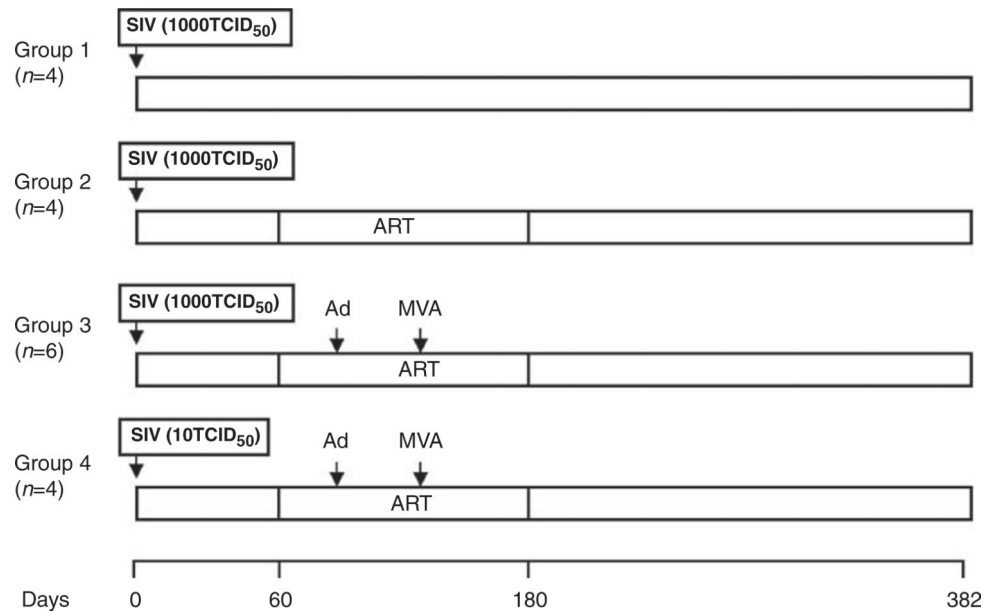 SIV (1000TCID50)
Group 1
(n=4)
SIV (1000TCID50)
Group 2
(n=4)
ART
SIV (1000TCID50)
Ad MVA
Group 3
(n=6)
ART
SIV (10TCID50)
Ad MVA
Group 4
(n=4)
ART
Days 0 60 180 382